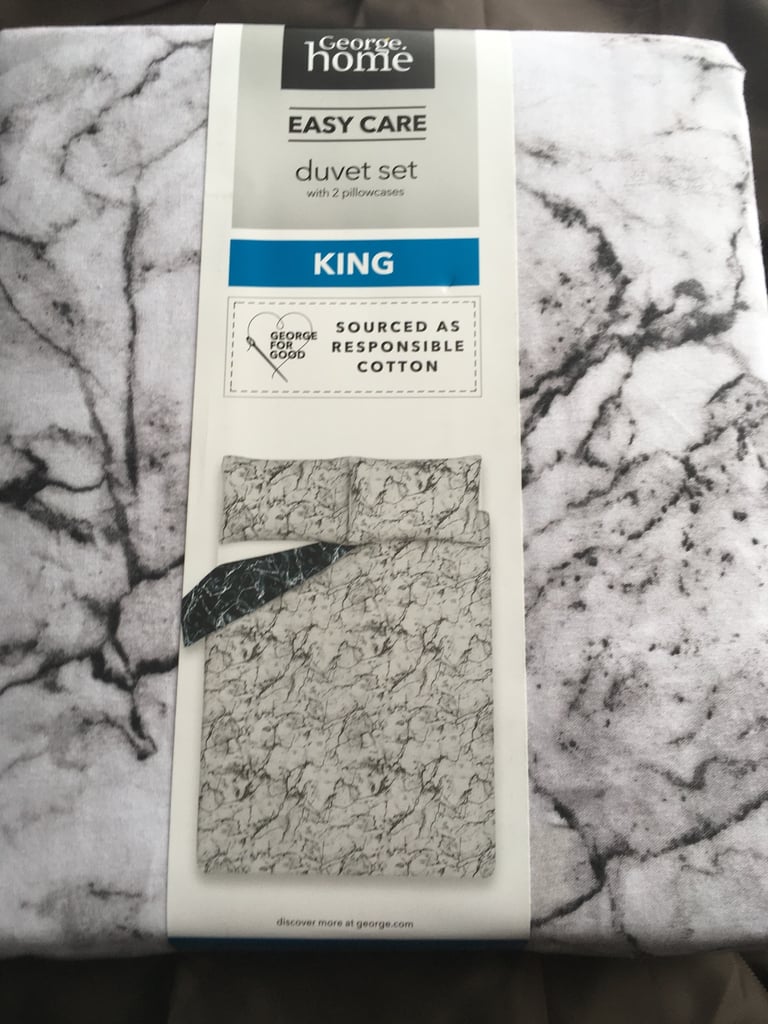 George.
home
EASY CARE
duvet set
with 2 pillowcases
KING
GEORGE
FOR
GOOD
SOURCED AS
RESPONSIBLE
COTTON
discover more at george.com